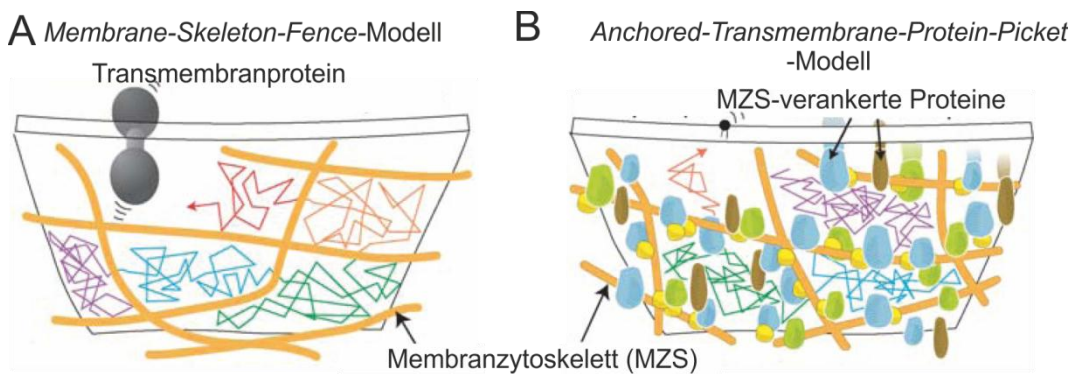 A Membrane-Skeleton-Fence-Modell
Transmembranprotein
B Anchored-Transmembrane-Protein-Picket
-Modell
MZS-verankerte Proteine
Membranzytoskelett (MZS)